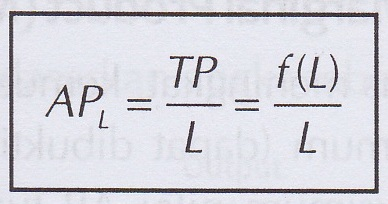 AP_L = TP/L = f(L)/L